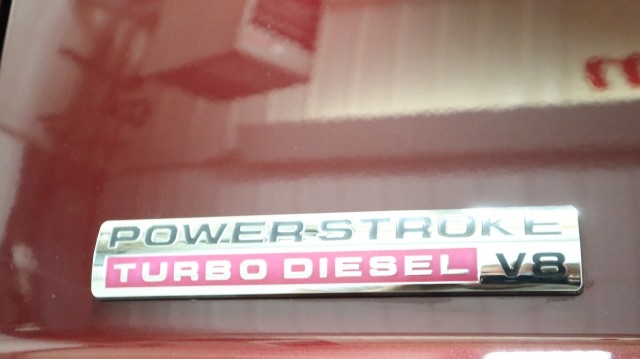 POWER STROKE
TURBO DIESEL V8